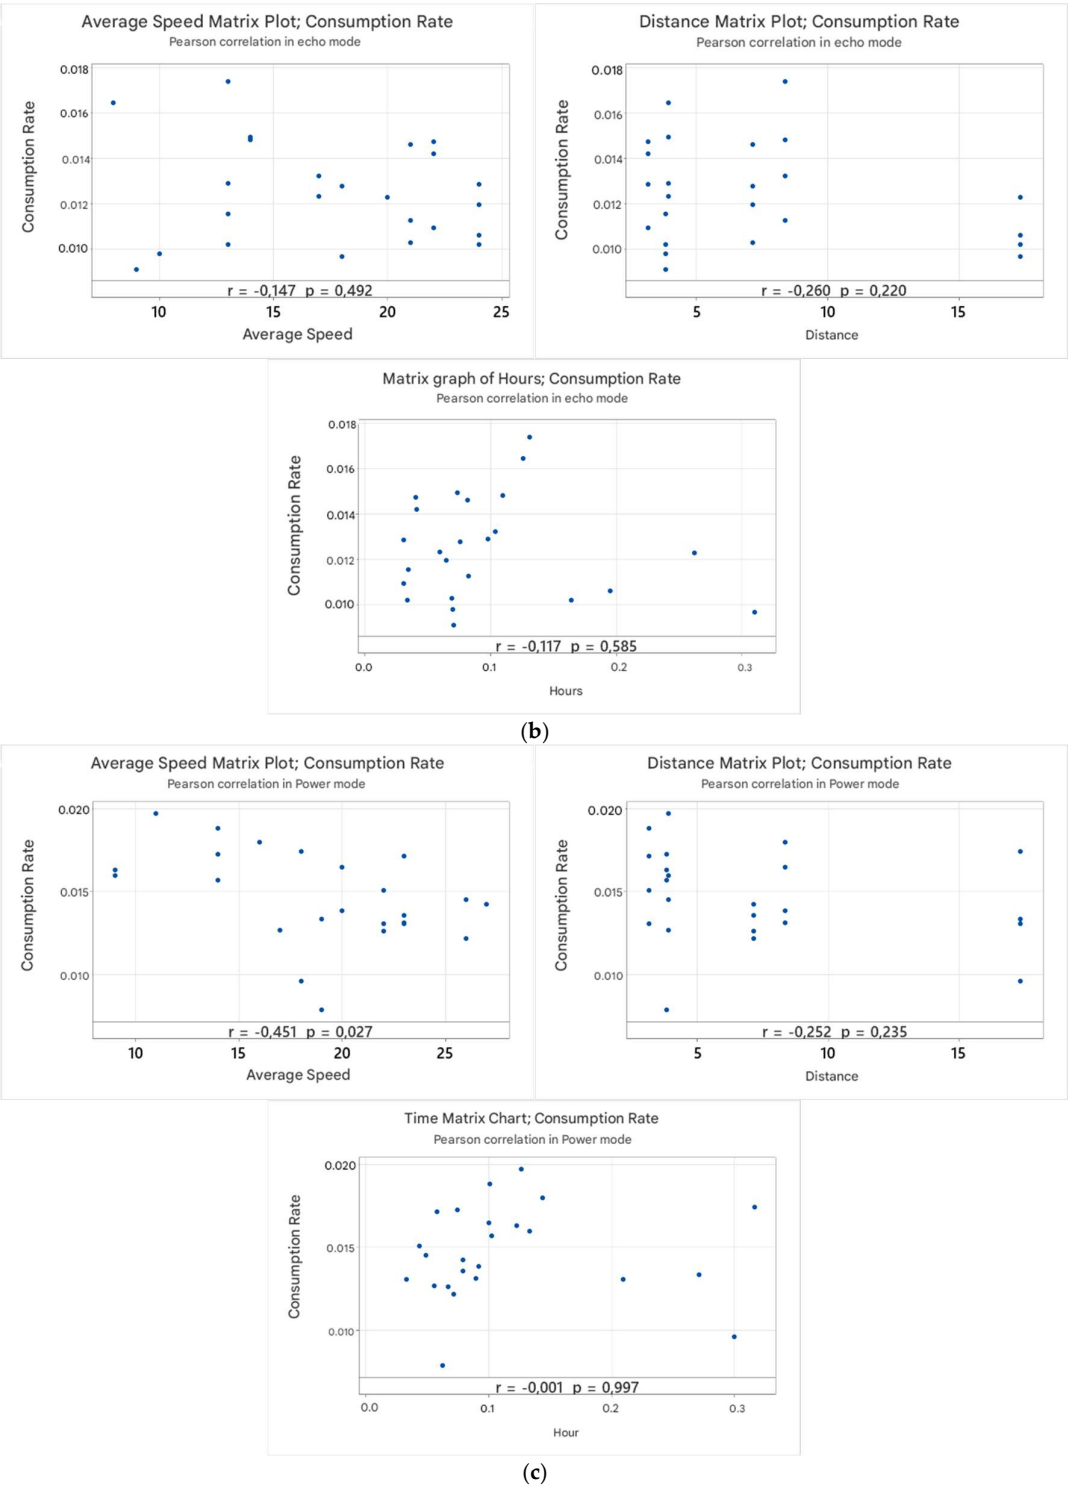 Average Speed Matrix Plot; Consumption Rate
Pearson correlation in echo mode
Consumption Rate
0.018
0.016
0.014
0.012
0.010
r = -0,147 p = 0,492
10 15 20 25
Average Speed
Distance Matrix Plot; Consumption Rate
Pearson correlation in echo mode
Consumption Rate
0.018
0.016
0.014
0.012
0.010
r = -0,260 p = 0,220
5 10 15
Distance
Matrix graph of Hours; Consumption Rate
Pearson correlation in echo mode
Consumption Rate
0.018
0.016
0.014
0.012
0.010
r = -0,117 p = 0,585
0.0 0.1 0.2 0.3
Hours
(b)
Average Speed Matrix Plot; Consumption Rate
Pearson correlation in Power mode
Consumption Rate
0.020
0.015
0.010
r = -0,451 p = 0,027
10 15 20 25
Average Speed
Distance Matrix Plot; Consumption Rate
Pearson correlation in Power mode
Consumption Rate
0.020
0.015
0.010
r = -0,252 p = 0,235
5 10 15
Distance
Time Matrix Chart; Consumption Rate
Pearson correlation in Power mode
Consumption Rate
0.020
0.015
0.010
r = -0,001 p = 0,997
0.0 0.1 0.2 0.3
Hour
(c)